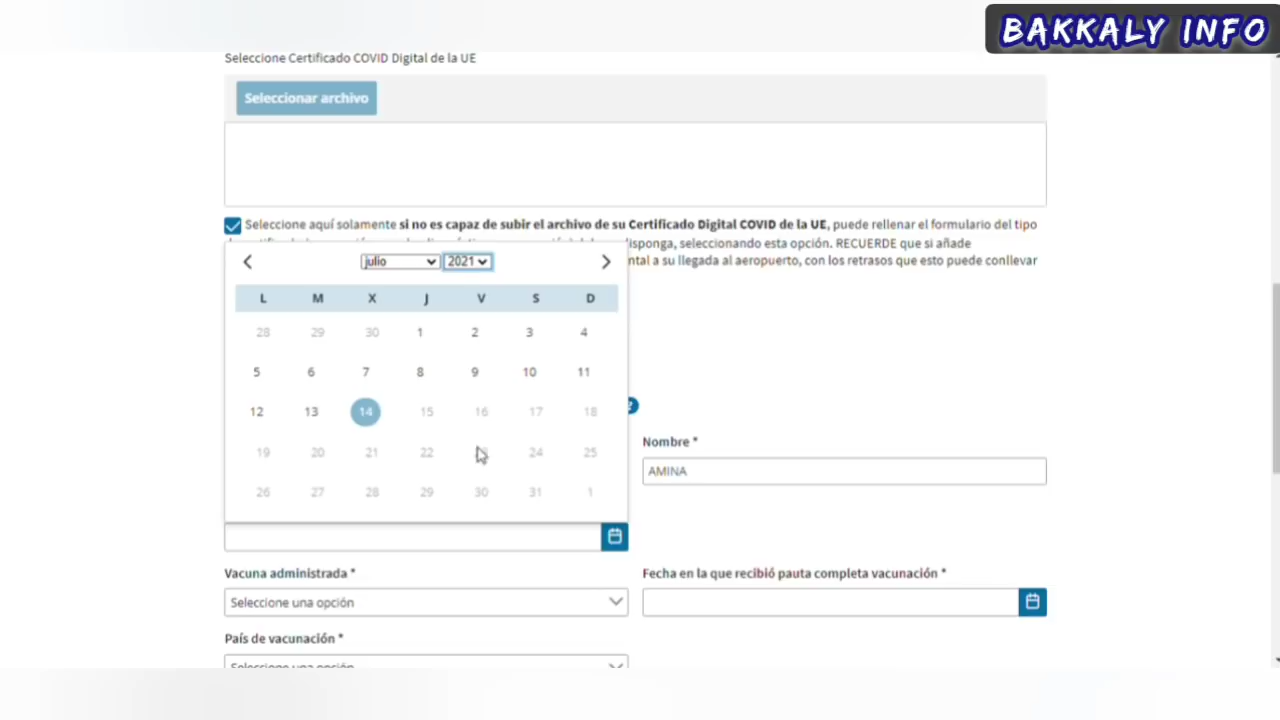 BAKKALY INFO
Seleccione Certificado COVID Digital de la UE
Seleccionar archivo
Seleccione aquí solamente si no es capaz de subir el archivo de su Certificado Digital COVID de la UE, puede rellenar el formulario del tipo
disponga, seleccionando esta opción. RECUERDE que si añade
a su llegada al aeropuerto, con los retrasos que esto puede conllevar
julio 2021
L M X J V S D
28 29 30 1 2 3 4
5 6 7 8 9 10 11
12 13 14 15 16 17 18
19 20 21 22 24 25
26 27 28 29 30 31 1
Nombre *
AMINA
Vacuna administrada *
Fecha en la que recibió pauta completa vacunación *
Seleccione una opción
País de vacunación *
Seleccione una opción